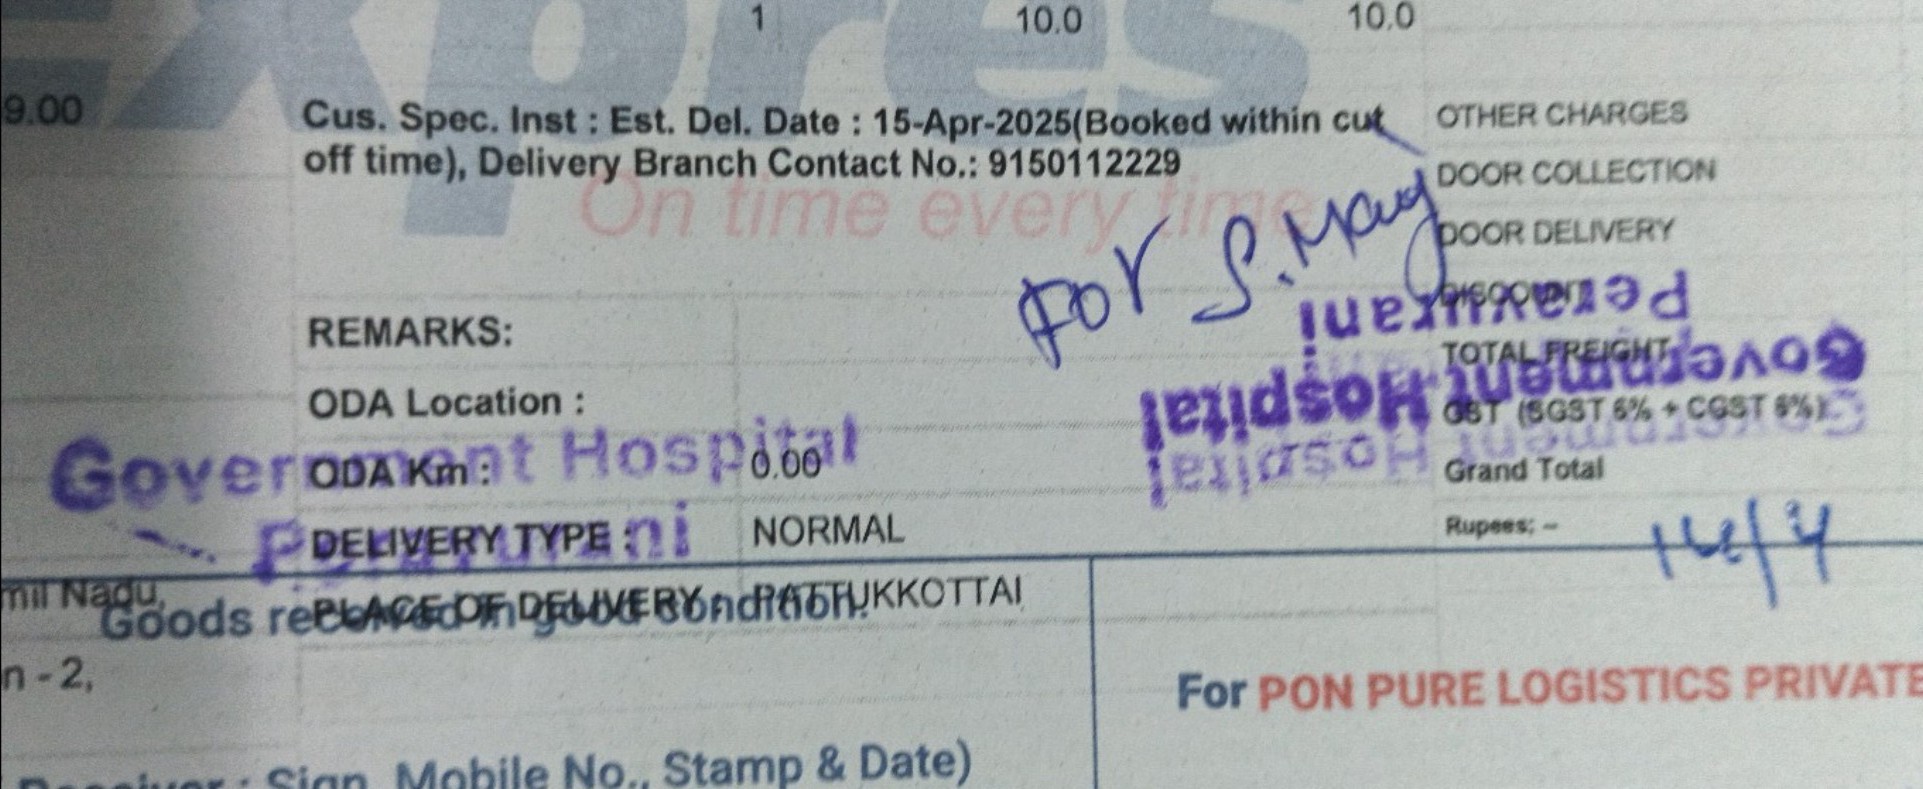 Expres
1 10.0 10.0
9.00
Cus. Spec. Inst : Est. Del. Date : 15-Apr-2025(Booked within cut
off time), Delivery Branch Contact No.: 9150112229
On time every time
OTHER CHARGES
DOOR COLLECTION
DOOR DELIVERY
DISCOUNT
TOTAL FREIGHT
GST (SGST 6% + CGST 6%)
Grand Total
Rupees: –
For S.
Peravurani
Government Hospital
Government Hospital
14/4
REMARKS:
ODA Location :
Government Hospital
ODA Km : 0.00
Peravurani
DELIVERY TYPE : NORMAL
mil Nadu,
PLACE OF DELIVERY : PATTUKKOTTAI
Goods received in good condition.
n - 2,
For PON PURE LOGISTICS PRIVATE
Receiver : Sign, Mobile No., Stamp & Date)